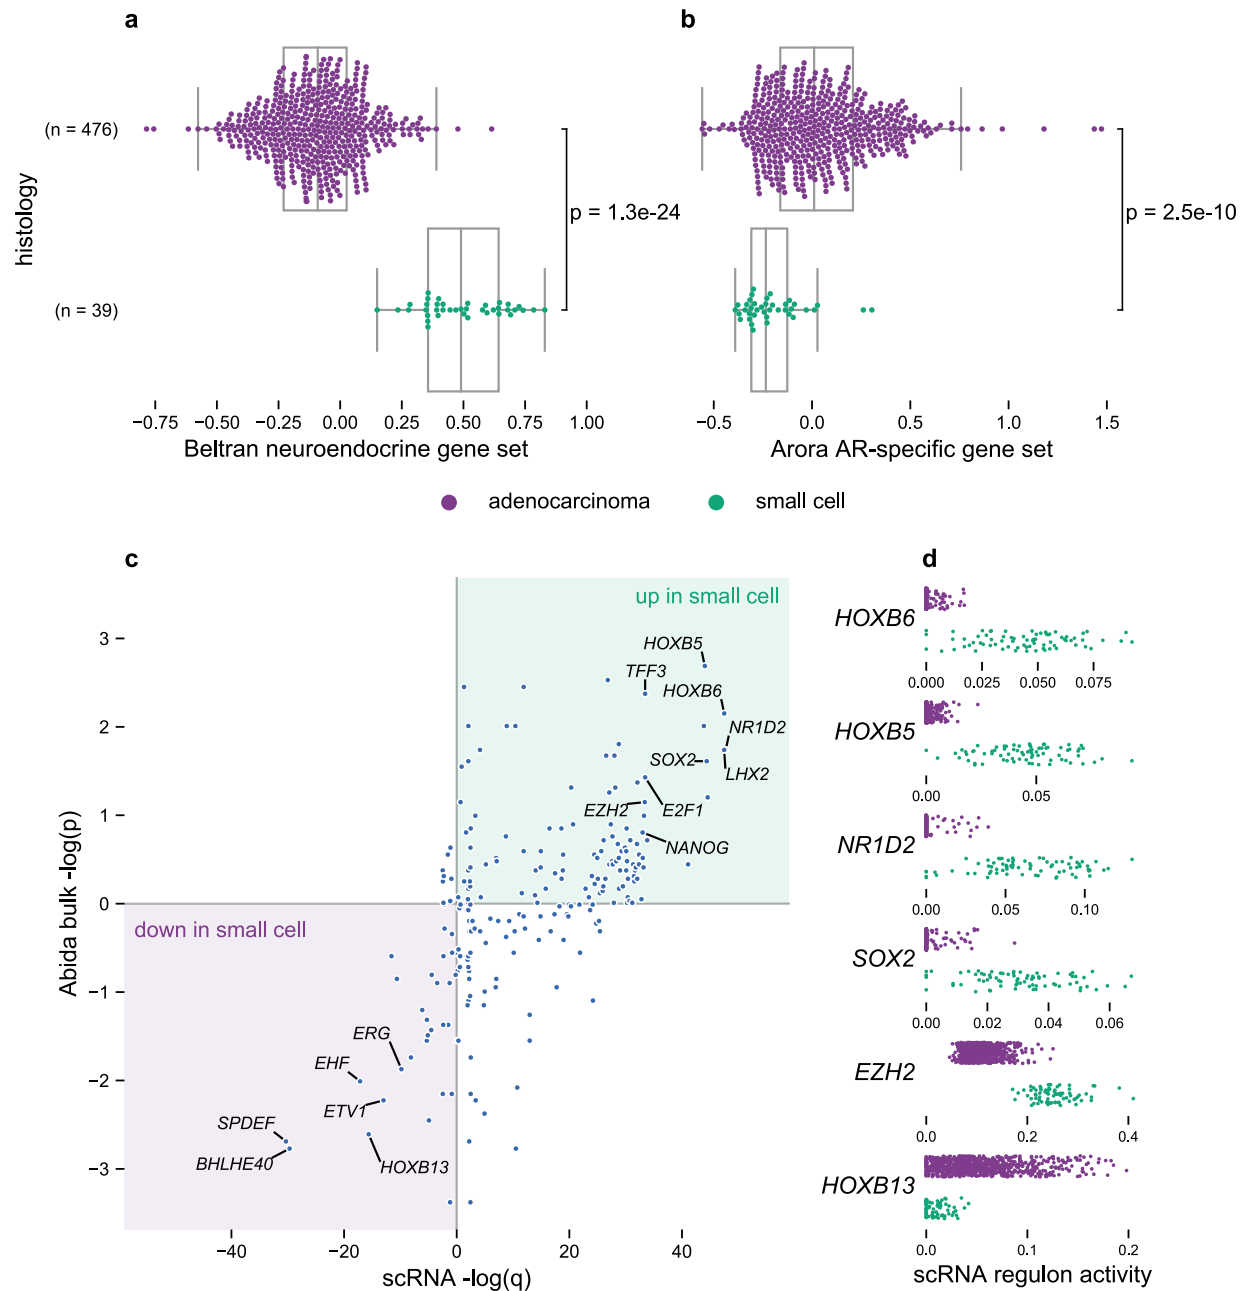 a
b
(n = 476)
(n = 39)
histology
p = 1.3e-24
p = 2.5e-10
−0.75 −0.50 −0.25 0.00 0.25 0.50 0.75 1.00
−0.5 0.0 0.5 1.0 1.5
Beltran neuroendocrine gene set
Arora AR-specific gene set
adenocarcinoma
small cell
c
up in small cell
down in small cell
HOXB5
TFF3
HOXB6
NR1D2
SOX2
LHX2
EZH2
E2F1
NANOG
ERG
EHF
ETV1
SPDEF
BHLHE40
HOXB13
3
2
1
0
−1
−2
−3
Abida bulk -log(p)
−40 −20 0 20 40
scRNA -log(q)
d
HOXB6
0.000 0.025 0.050 0.075
HOXB5
0.00 0.05
NR1D2
0.00 0.05 0.10
SOX2
0.00 0.02 0.04 0.06
EZH2
0.0 0.2 0.4
HOXB13
0.0 0.1 0.2
scRNA regulon activity